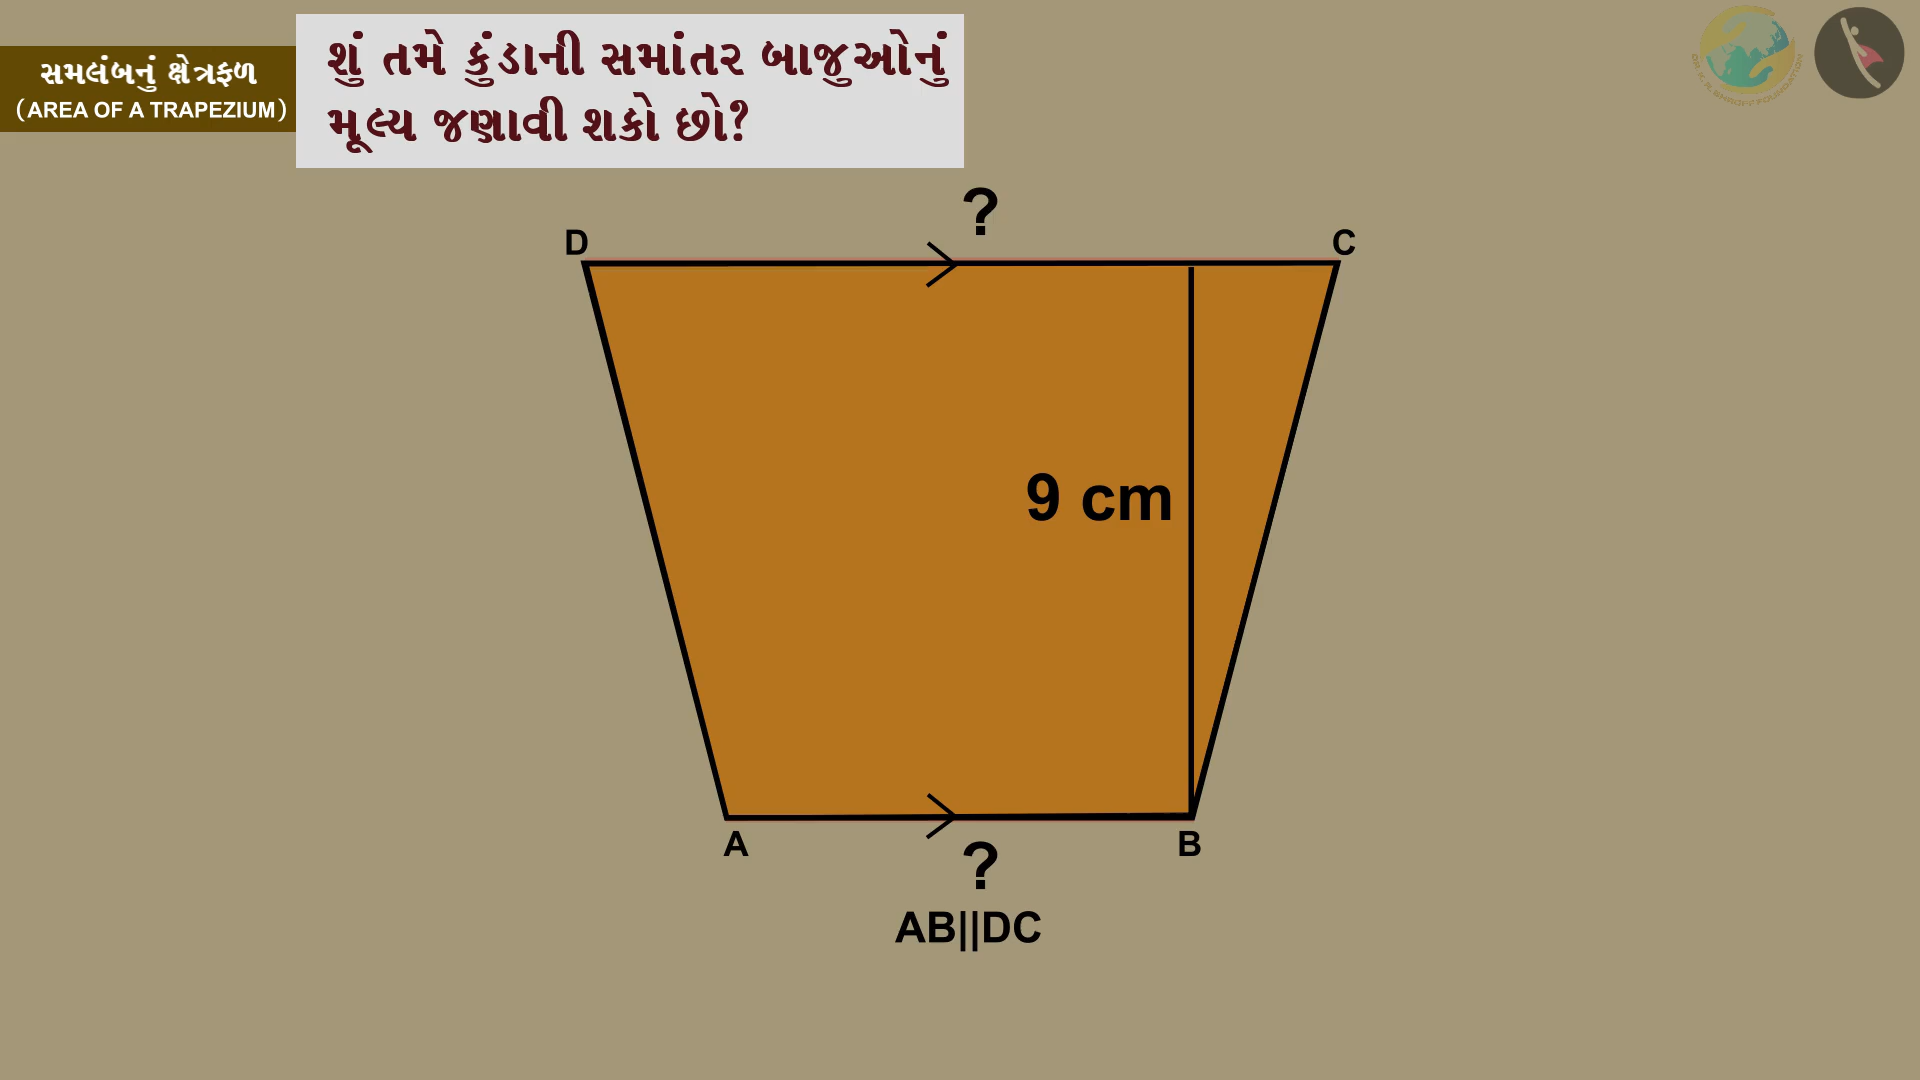 સમલંબનું ક્ષેત્રફળ
(AREA OF A TRAPEZIUM)
શું તમે કુંડાની સમાંતર બાજુઓનું
મૂલ્ય જણાવી શકો છો?
?
D
C
9 cm
A
B
?
AB||DC